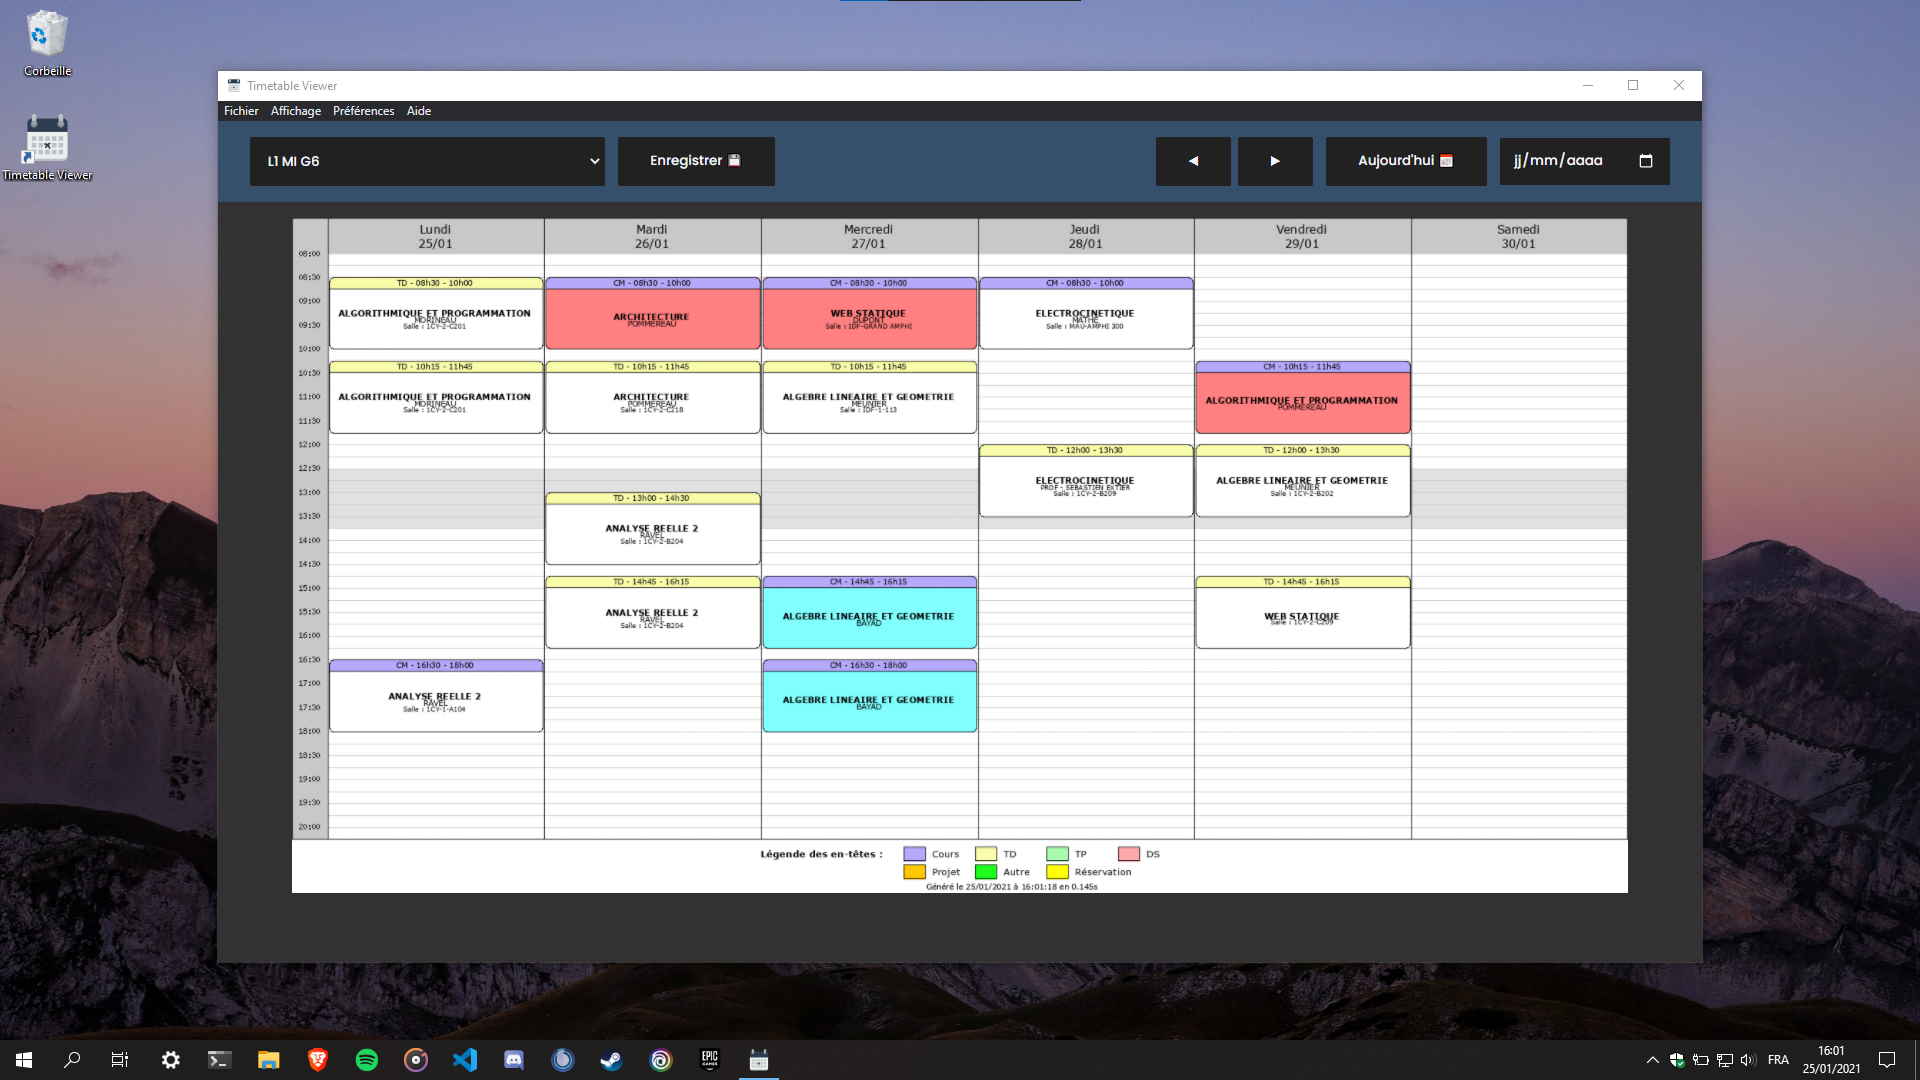 Corbeille
Timetable Viewer
Timetable Viewer
Fichier Affichage Préférences Aide
L1 MI G6
Enregistrer
Aujourd'hui
jj/mm/aaaa
Lundi
25/01
Mardi
26/01
Mercredi
27/01
Jeudi
28/01
Vendredi
29/01
Samedi
30/01
08:00
08:30
09:00
09:30
10:00
10:30
11:00
11:30
12:00
12:30
13:00
13:30
14:00
14:30
15:00
15:30
16:00
16:30
17:00
17:30
18:00
18:30
19:00
19:30
20:00
TD - 08h30 - 10h00
ALGORITHMIQUE ET PROGRAMMATION
MORINEAU
Salle : 1CY-2-C201
TD - 10h15 - 11h45
ALGORITHMIQUE ET PROGRAMMATION
MORINEAU
Salle : 1CY-2-C201
CM - 16h30 - 18h00
ANALYSE REELLE 2
RAVEL
Salle : 1CY-1-A104
CM - 08h30 - 10h00
ARCHITECTURE
POMMEREAU
TD - 10h15 - 11h45
ARCHITECTURE
POMMEREAU
Salle : 1CY-2-C218
TD - 13h00 - 14h30
ANALYSE REELLE 2
RAVEL
Salle : 1CY-2-B204
TD - 14h45 - 16h15
ANALYSE REELLE 2
RAVEL
Salle : 1CY-2-B204
CM - 08h30 - 10h00
WEB STATIQUE
DUPONT
Salle : IDF-GRAND AMPHI
TD - 10h15 - 11h45
ALGEBRE LINEAIRE ET GEOMETRIE
MEUNIER
Salle : IDF-1-113
CM - 14h45 - 16h15
ALGEBRE LINEAIRE ET GEOMETRIE
BAYAD
CM - 16h30 - 18h00
ALGEBRE LINEAIRE ET GEOMETRIE
BAYAD
CM - 08h30 - 10h00
ELECTROCINETIQUE
MATHE
Salle : MAU-AMPHI 300
TD - 12h00 - 13h30
ELECTROCINETIQUE
PROF - SEBASTIEN EXTIER
Salle : 1CY-2-B209
CM - 10h15 - 11h45
ALGORITHMIQUE ET PROGRAMMATION
POMMEREAU
TD - 12h00 - 13h30
ALGEBRE LINEAIRE ET GEOMETRIE
MEUNIER
Salle : 1CY-2-B202
TD - 14h45 - 16h15
WEB STATIQUE
Salle : 1CY-2-C209
Légende des en-têtes : Cours TD TP DS
Projet Autre Réservation
Généré le 25/01/2021 à 16:01:18 en 0.145s
EPIC
GAMES
FRA
16:01
25/01/2021